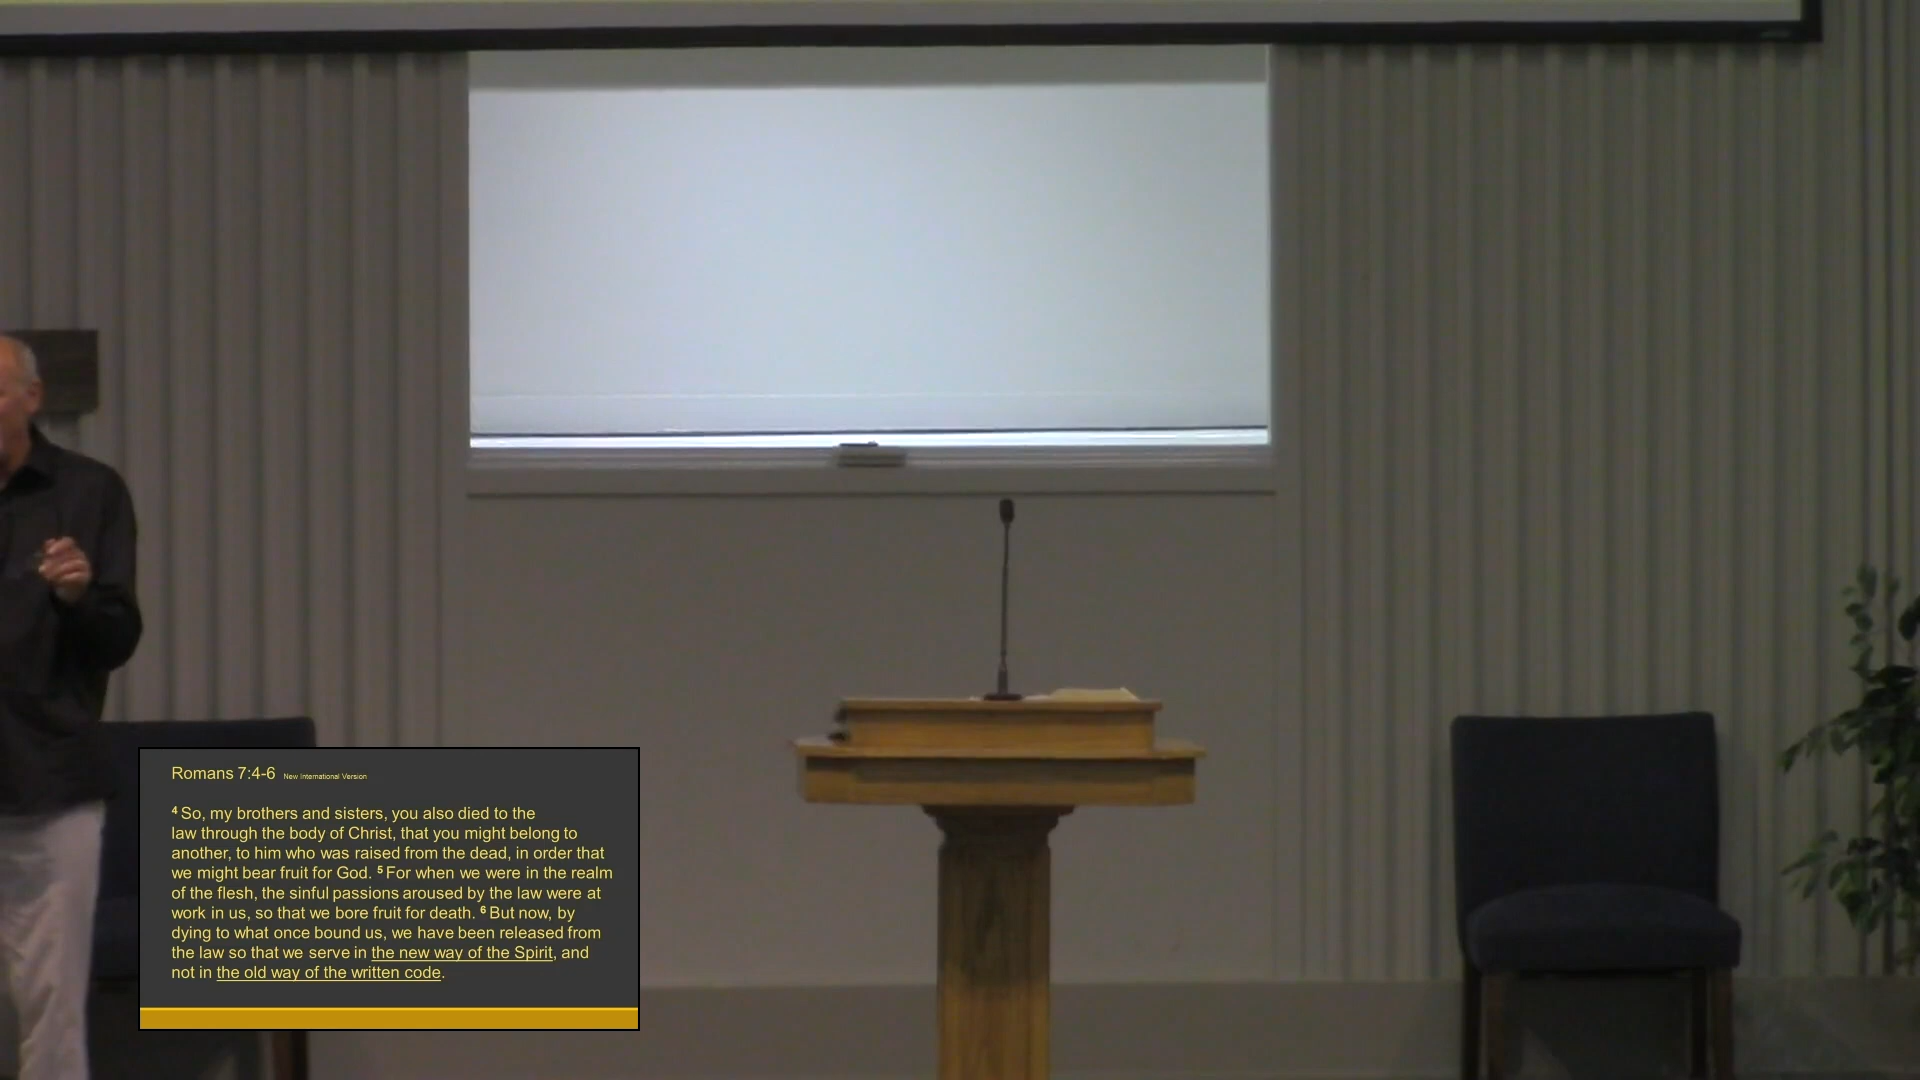 Romans 7:4-6 New International Version
4 So, my brothers and sisters, you also died to the
law through the body of Christ, that you might belong to
another, to him who was raised from the dead, in order that
we might bear fruit for God. 5 For when we were in the realm
of the flesh, the sinful passions aroused by the law were at
work in us, so that we bore fruit for death. 6 But now, by
dying to what once bound us, we have been released from
the law so that we serve in the new way of the Spirit, and
not in the old way of the written code.